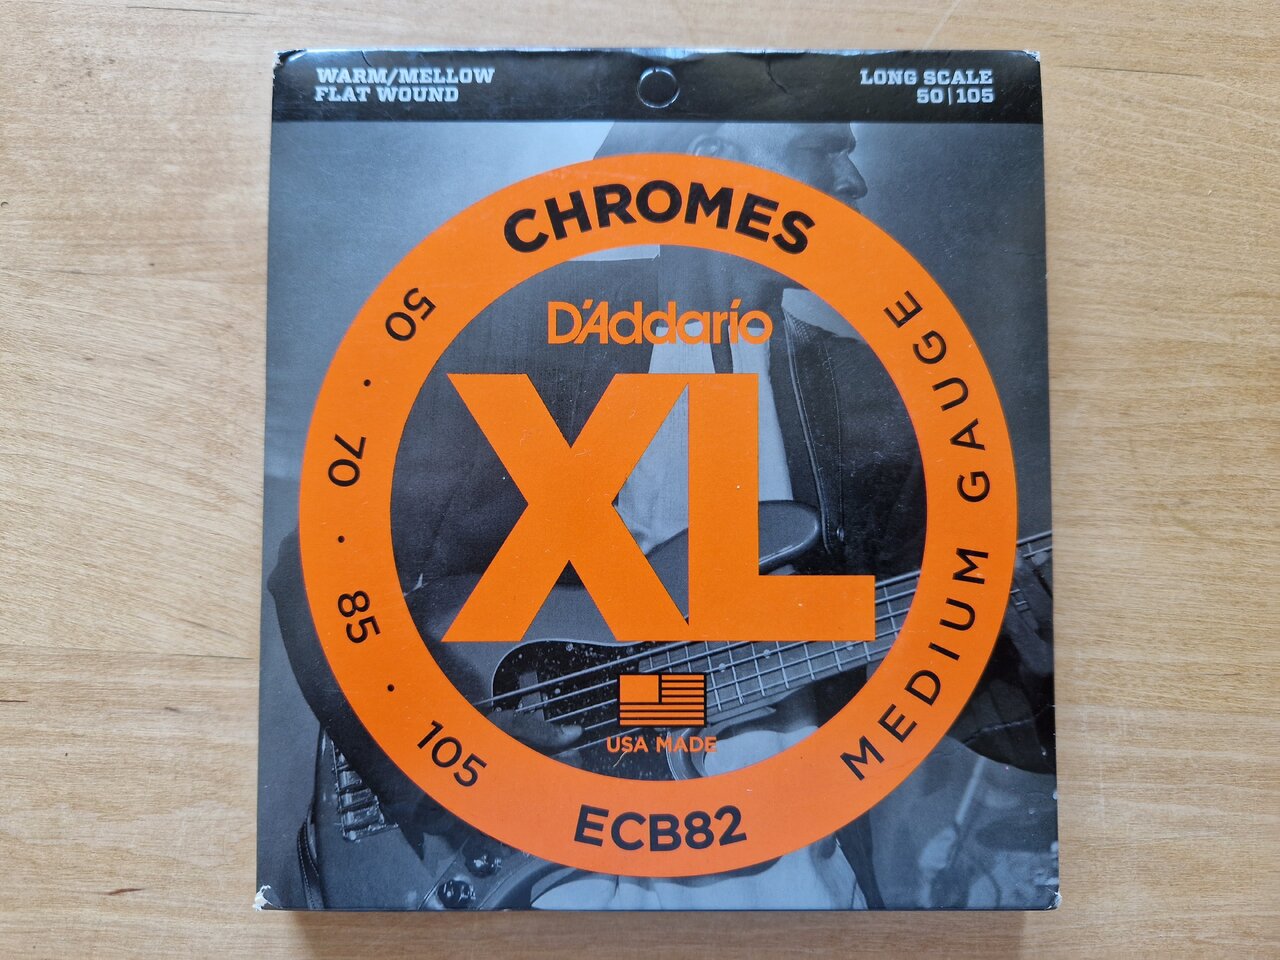 WARM/MELLOW
FLAT WOUND
LONG SCALE
50|105
CHROMES
50 · 70 · 85 · 105
MEDIUM GAUGE
D'Addario
XL
USA MADE
ECB82